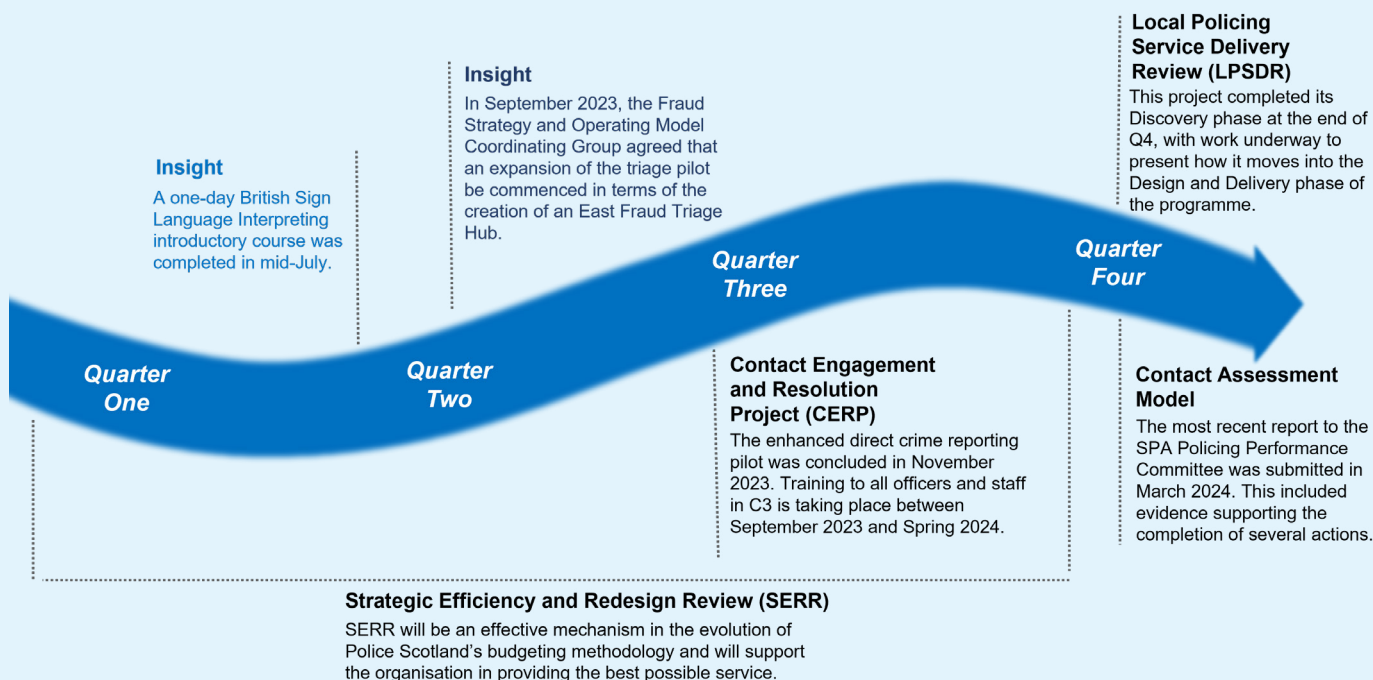 Insight
A one-day British Sign
Language Interpreting
introductory course was
completed in mid-July.
Insight
In September 2023, the Fraud
Strategy and Operating Model
Coordinating Group agreed that
an expansion of the triage pilot
be commenced in terms of the
creation of an East Fraud Triage
Hub.
Local Policing
Service Delivery
Review (LPSDR)
This project completed its
Discovery phase at the end of
Q4, with work underway to
present how it moves into the
Design and Delivery phase of
the programme.
Quarter
One
Quarter
Two
Quarter
Three
Quarter
Four
Contact Engagement
and Resolution
Project (CERP)
The enhanced direct crime reporting
pilot was concluded in November
2023. Training to all officers and staff
in C3 is taking place between
September 2023 and Spring 2024.
Contact Assessment
Model
The most recent report to the
SPA Policing Performance
Committee was submitted in
March 2024. This included
evidence supporting the
completion of several actions.
Strategic Efficiency and Redesign Review (SERR)
SERR will be an effective mechanism in the evolution of
Police Scotland's budgeting methodology and will support
the organisation in providing the best possible service.